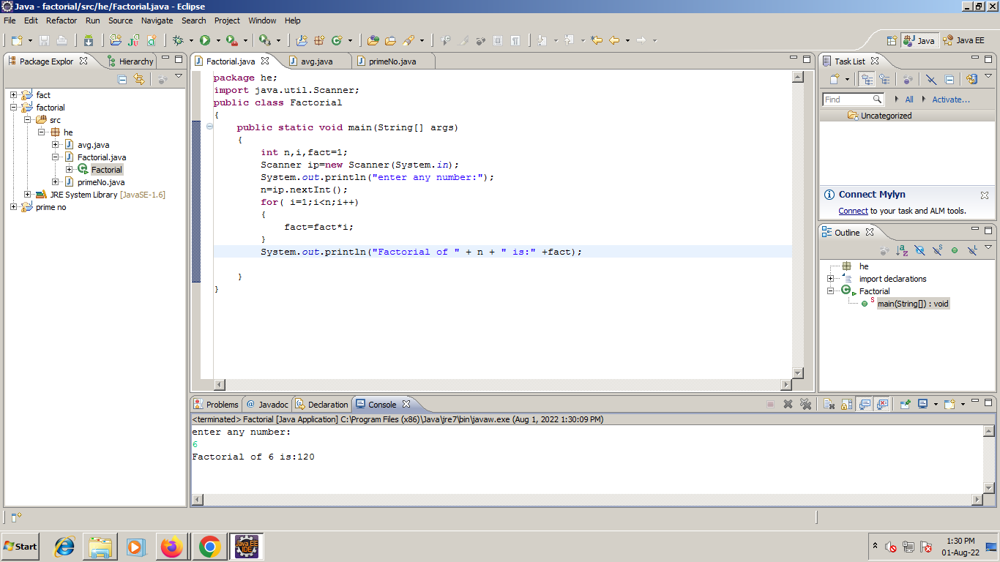 Java - factorial/src/he/Factorial.java - Eclipse
File Edit Refactor Run Source Navigate Search Project Window Help
Java Java EE
Package Explor Hierarchy
fact
factorial
src
he
avg.java
Factorial.java
Factorial
primeNo.java
JRE System Library [JavaSE-1.6]
prime no
Factorial.java avg.java primeNo.java
package he;
import java.util.Scanner;
public class Factorial
{
public static void main(String[] args)
{
int n,i,fact=1;
Scanner ip=new Scanner(System.in);
System.out.println("enter any number:");
n=ip.nextInt();
for( i=1;i<n;i++)
{
fact=fact*i;
}
System.out.println("Factorial of " + n + " is:" +fact);
}
}
Task List
Find All Activate...
Uncategorized
Connect Mylyn
Connect to your task and ALM tools.
Outline
he
import declarations
Factorial
main(String[]) : void
Problems Javadoc Declaration Console
<terminated> Factorial [Java Application] C:\Program Files (x86)\Java\jre7\bin\javaw.exe (Aug 1, 2022 1:30:09 PM)
enter any number:
6
Factorial of 6 is:120
Start
Java EE
IDE
1:30 PM
01-Aug-22